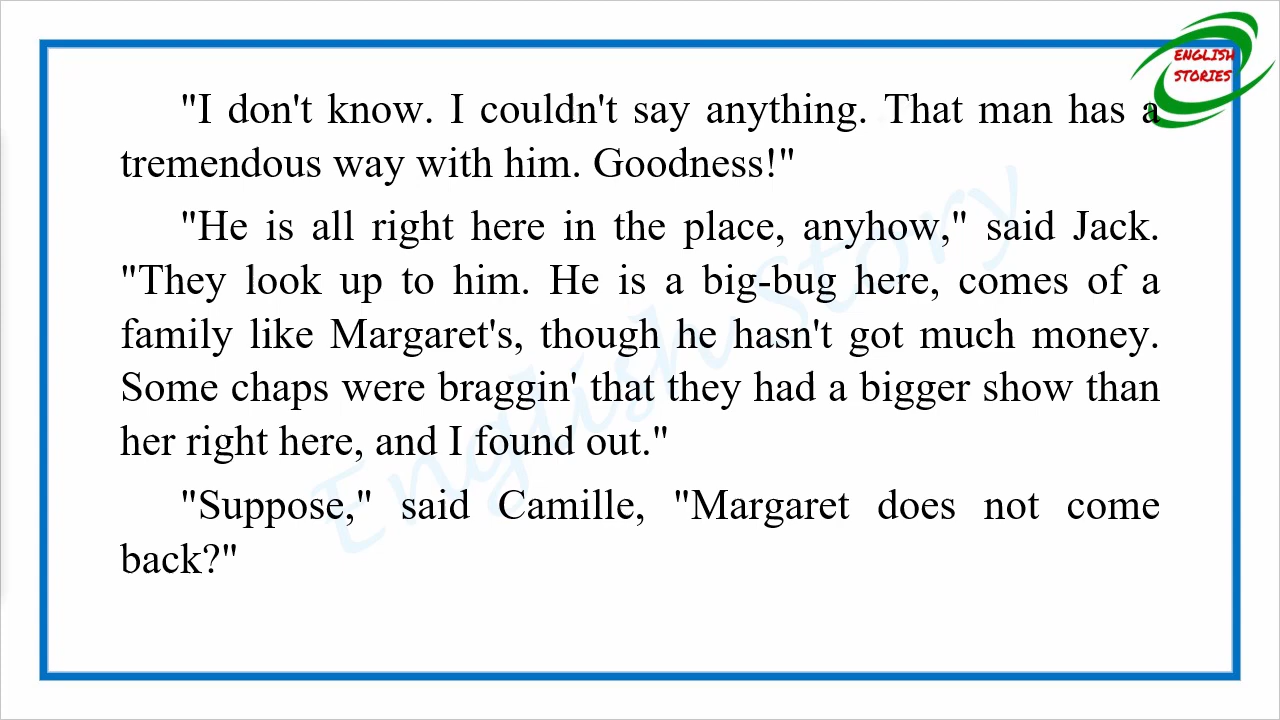 ENGLISH
STORIES
"I don't know. I couldn't say anything. That man has a
tremendous way with him. Goodness!"
"He is all right here in the place, anyhow," said Jack.
"They look up to him. He is a big-bug here, comes of a
family like Margaret's, though he hasn't got much money.
Some chaps were braggin' that they had a bigger show than
her right here, and I found out."
"Suppose," said Camille, "Margaret does not come
back?"
English Story